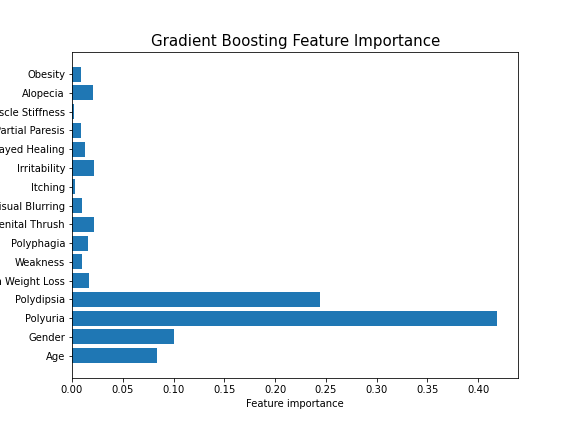 Gradient Boosting Feature Importance
Obesity
Alopecia
scle Stiffness
Partial Paresis
ayed Healing
Irritability
Itching
isual Blurring
enital Thrush
Polyphagia
Weakness
n Weight Loss
Polydipsia
Polyuria
Gender
Age
0.00 0.05 0.10 0.15 0.20 0.25 0.30 0.35 0.40
Feature importance